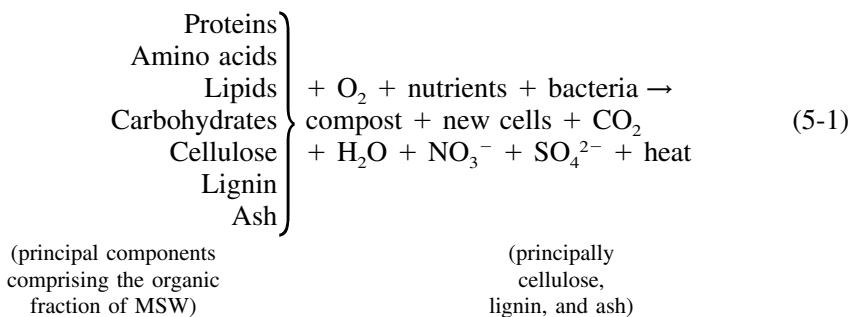 Proteins
Amino acids
Lipids + O₂ + nutrients + bacteria →
Carbohydrates compost + new cells + CO₂ (5-1)
Cellulose + H₂O + NO₃⁻ + SO₄²⁻ + heat
Lignin
Ash
(principal components (principally
comprising the organic cellulose,
fraction of MSW) lignin, and ash)